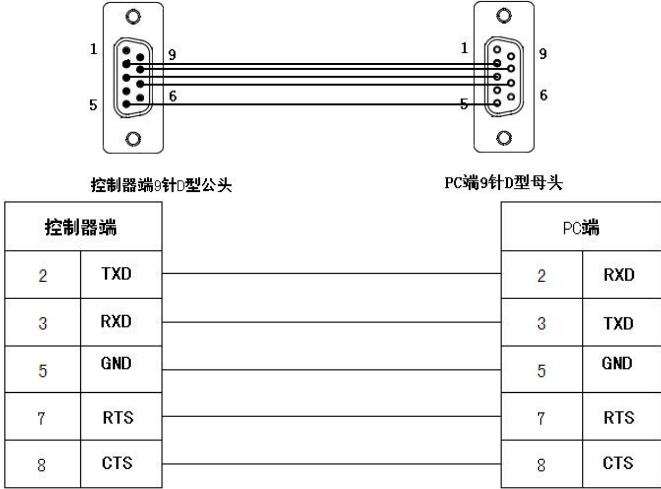 1 9 1 9
5 6 5 6
控制器端9针D型公头 PC端9针D型母头
控制器端 PC端
2 TXD 2 RXD
3 RXD 3 TXD
5 GND 5 GND
7 RTS 7 RTS
8 CTS 8 CTS